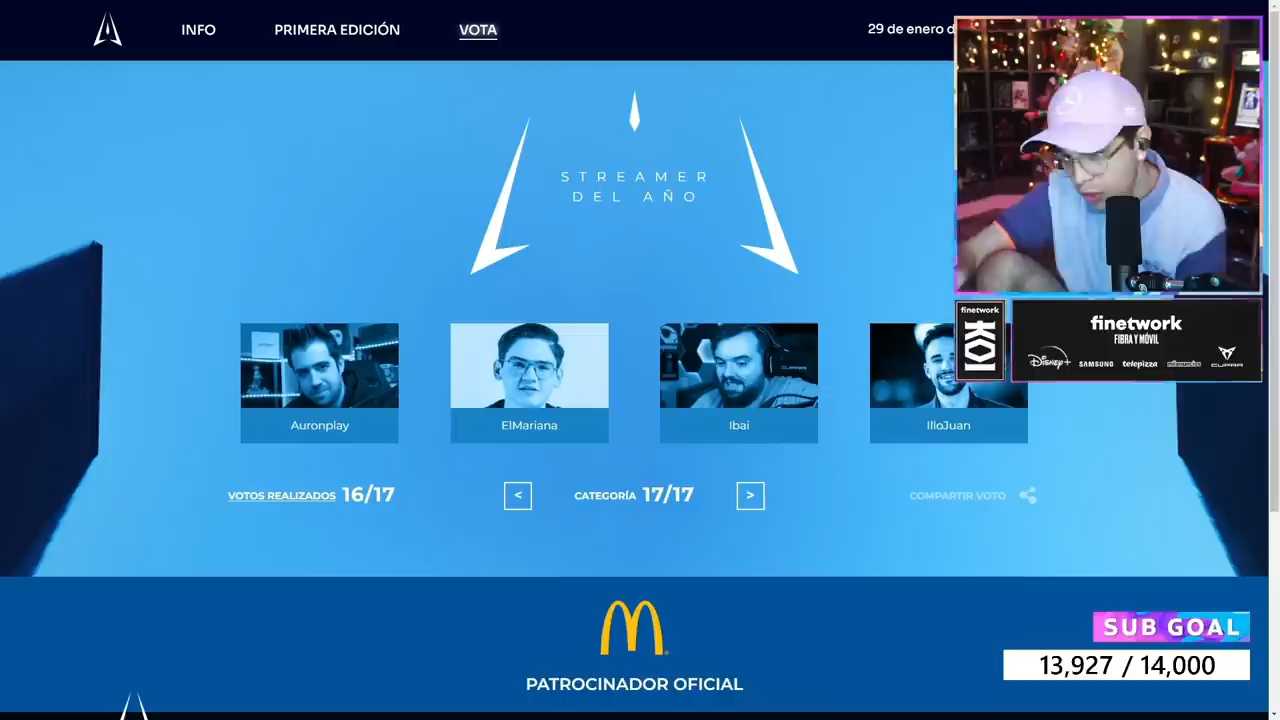 INFO
PRIMERA EDICIÓN
VOTA
29 de enero d
STREAMER
DEL AÑO
Auronplay
ElMariana
Ibai
IlloJuan
VOTOS REALIZADOS 16/17
<
CATEGORÍA 17/17
>
COMPARTIR VOTO
PATROCINADOR OFICIAL
finetwork
KOI
finetwork
FIBRA Y MÓVIL
Disney+
SAMSUNG
telepizza
milanuncios
CUPRA
SUB GOAL
13,927 / 14,000